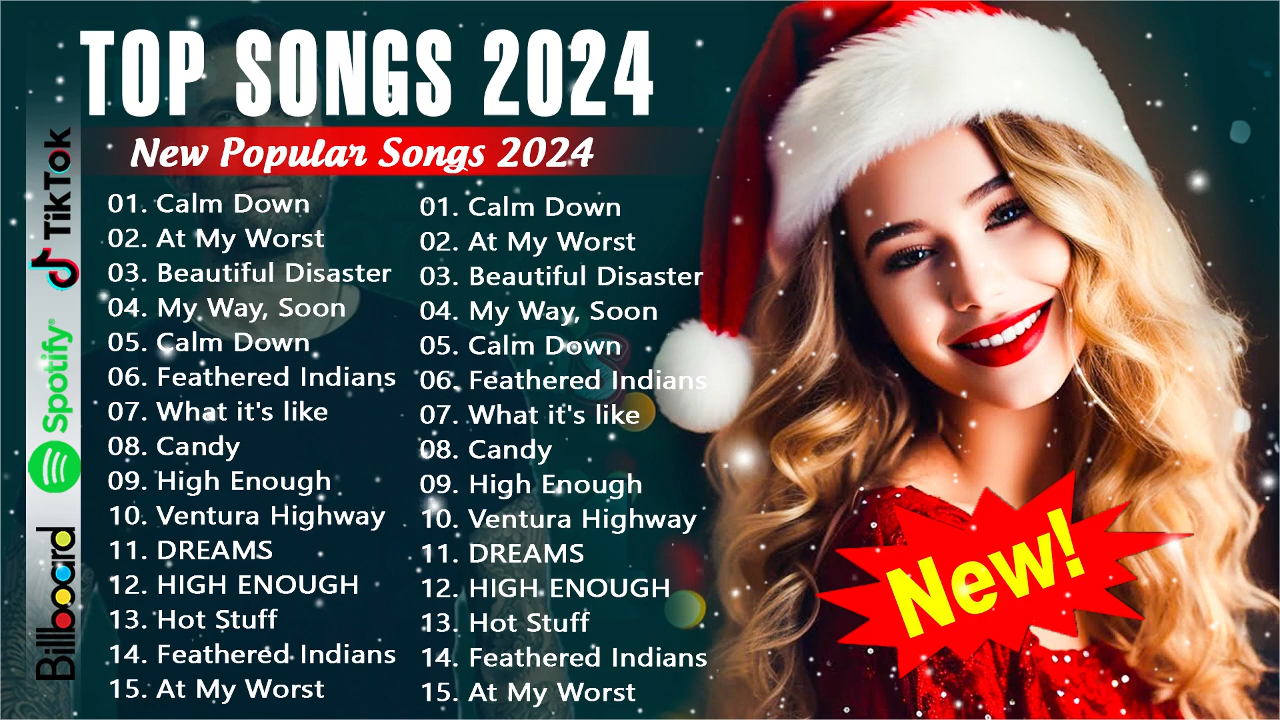 TOP SONGS 2024
New Popular Songs 2024
01. Calm Down
02. At My Worst
03. Beautiful Disaster
04. My Way, Soon
05. Calm Down
06. Feathered Indians
07. What it's like
08. Candy
09. High Enough
10. Ventura Highway
11. DREAMS
12. HIGH ENOUGH
13. Hot Stuff
14. Feathered Indians
15. At My Worst
01. Calm Down
02. At My Worst
03. Beautiful Disaster
04. My Way, Soon
05. Calm Down
06. Feathered Indians
07. What it's like
08. Candy
09. High Enough
10. Ventura Highway
11. DREAMS
12. HIGH ENOUGH
13. Hot Stuff
14. Feathered Indians
15. At My Worst
TikTok
Spotify®
Billboard
New!